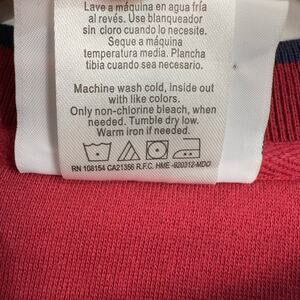 Lave a máquina en agua fría
al revés. Use blanqueador
sin cloro cuando lo necesite.
Seque a máquina
temperatura media. Plancha
tibia cuando sea necesario.
Machine wash cold, inside out
with like colors.
Only non-chlorine bleach, when
needed. Tumble dry low.
Warm iron if needed.
RN 108154 CA21356 R.F.C. HME -920312-MDD